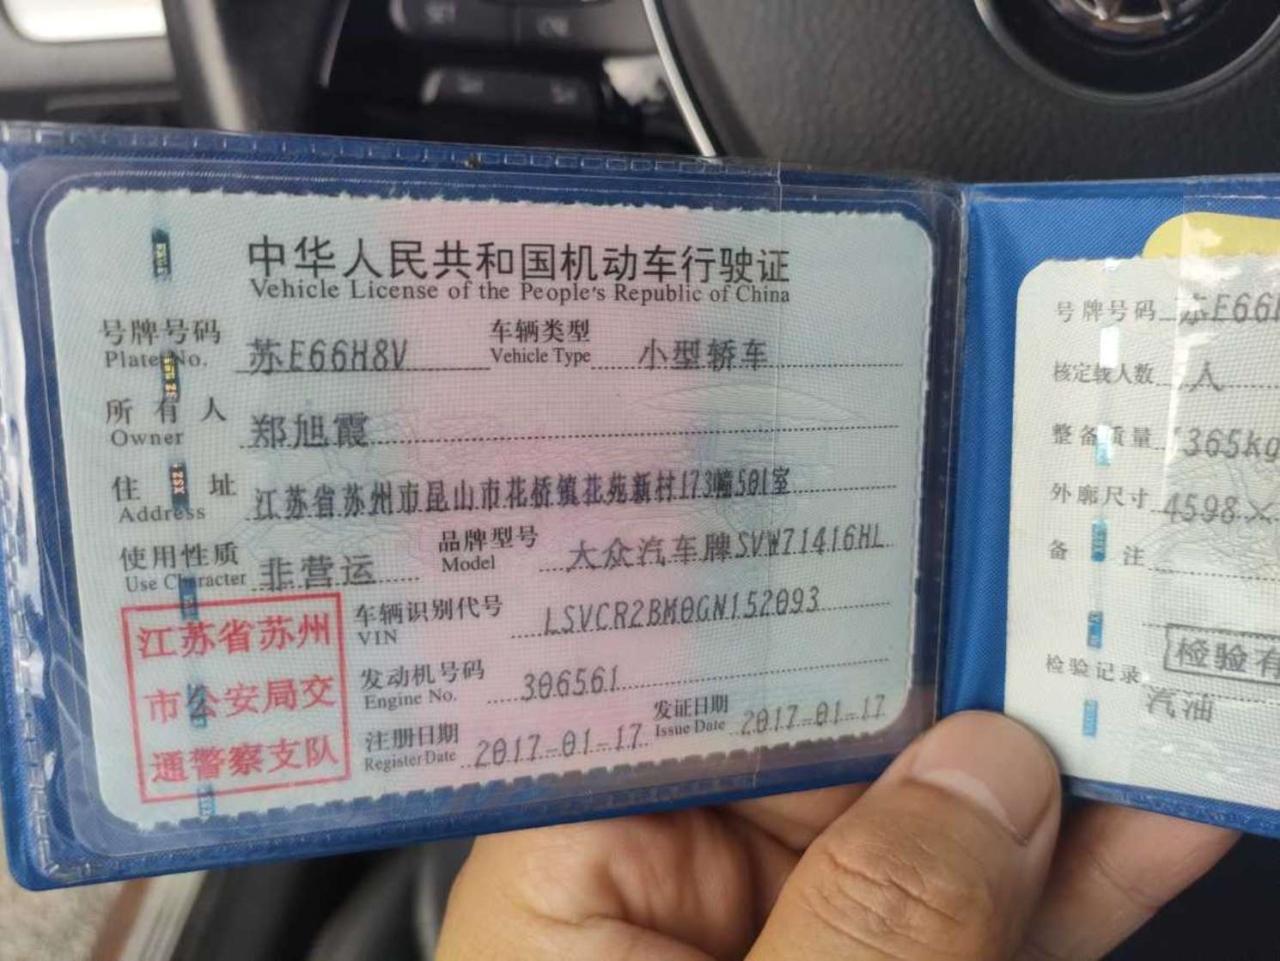 中华人民共和国机动车行驶证
Vehicle License of the People's Republic of China
号牌号码 苏E66H8V 车辆类型 小型轿车
Plate No. Vehicle Type
所有人 郑旭霞
Owner
住址 江苏省苏州市昆山市花桥镇花苑新村173幢501室
Address
使用性质 非营运 品牌型号 大众汽车牌SVW71416HL
Use Character Model
车辆识别代号 LSVCR2BM0GN152093
VIN
发动机号码 306561
Engine No.
注册日期 2017-01-17 发证日期 2017-01-17
Register Date Issue Date
江苏省苏州
市公安局交
通警察支队
号牌号码 苏E66H
核定载人数 人
整备质量 1365kg
外廓尺寸 4598×
备注
检验有
检验记录
汽油